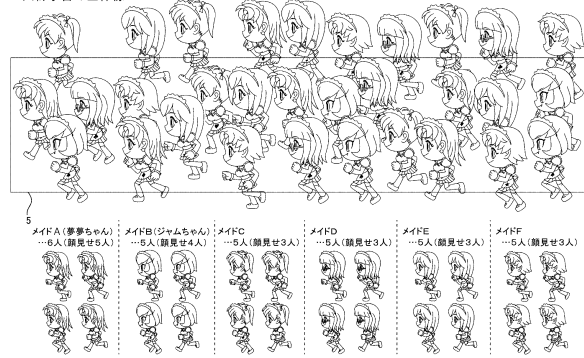 5
メイドA(夢夢ちゃん)
…6人(顔見せ5人)
メイドB(ジャムちゃん)
…5人(顔見せ4人)
メイドC
…5人(顔見せ3人)
メイドD
…5人(顔見せ3人)
メイドE
…5人(顔見せ3人)
メイドF
…5人(顔見せ3人)